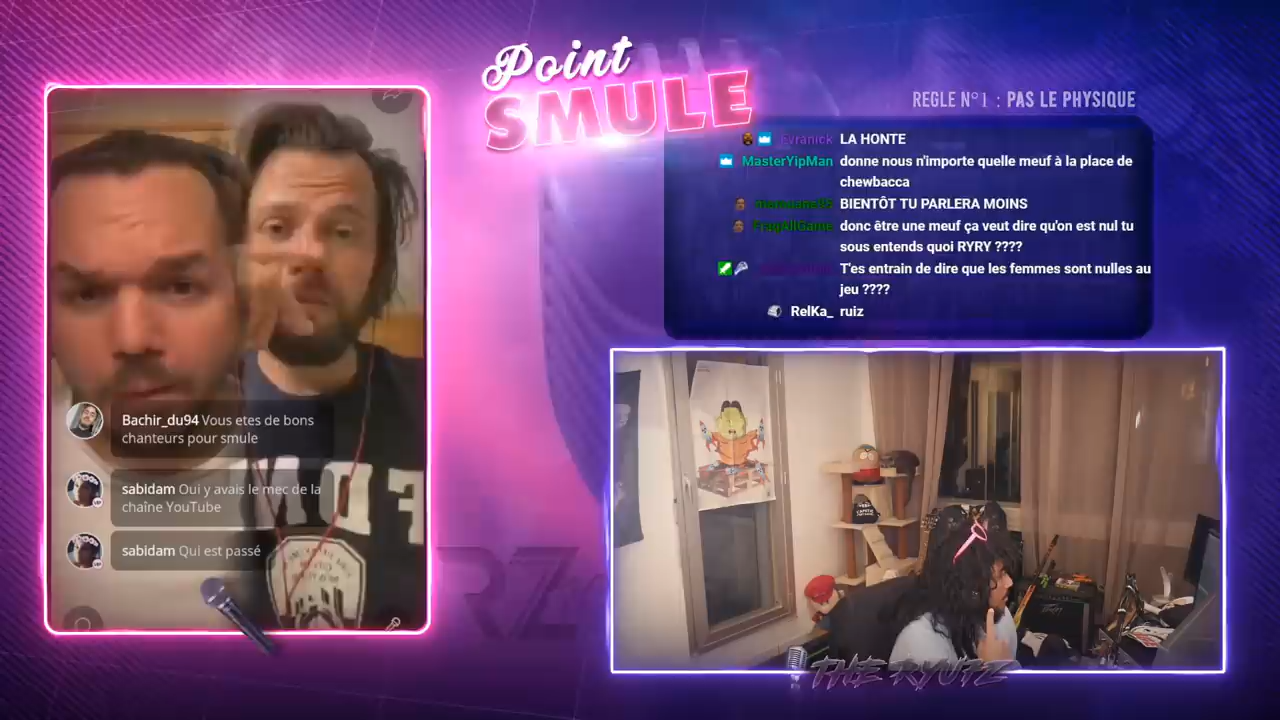 Point
SMULE
REGLE N°1 : PAS LE PHYSIQUE
Evranick LA HONTE
MasterYipMan donne nous n'importe quelle meuf à la place de
chewbacca
BIENTÔT TU PARLERA MOINS
FragAllGame donc être une meuf ça veut dire qu'on est nul tu
sous entends quoi RYRY ????
T'es entrain de dire que les femmes sont nulles au
jeu ????
RelKa_ ruiz
Bachir_du94 Vous etes de bons
chanteurs pour smule
sabidam Oui y avais le mec de la
chaîne YouTube
sabidam Qui est passé
THE RYUTZ